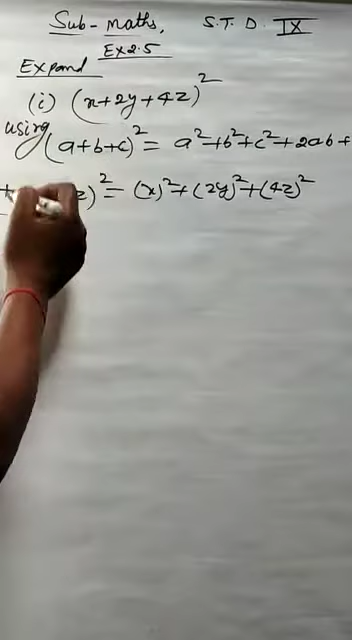 Sub- maths, S.T.D. IX
Ex 2.5
Expand
(i) (x+2y+4z)²
using (a+b+c)² = a²+b²+c²+2ab+
+ z)² = (x)²+(2y)²+(4z)²